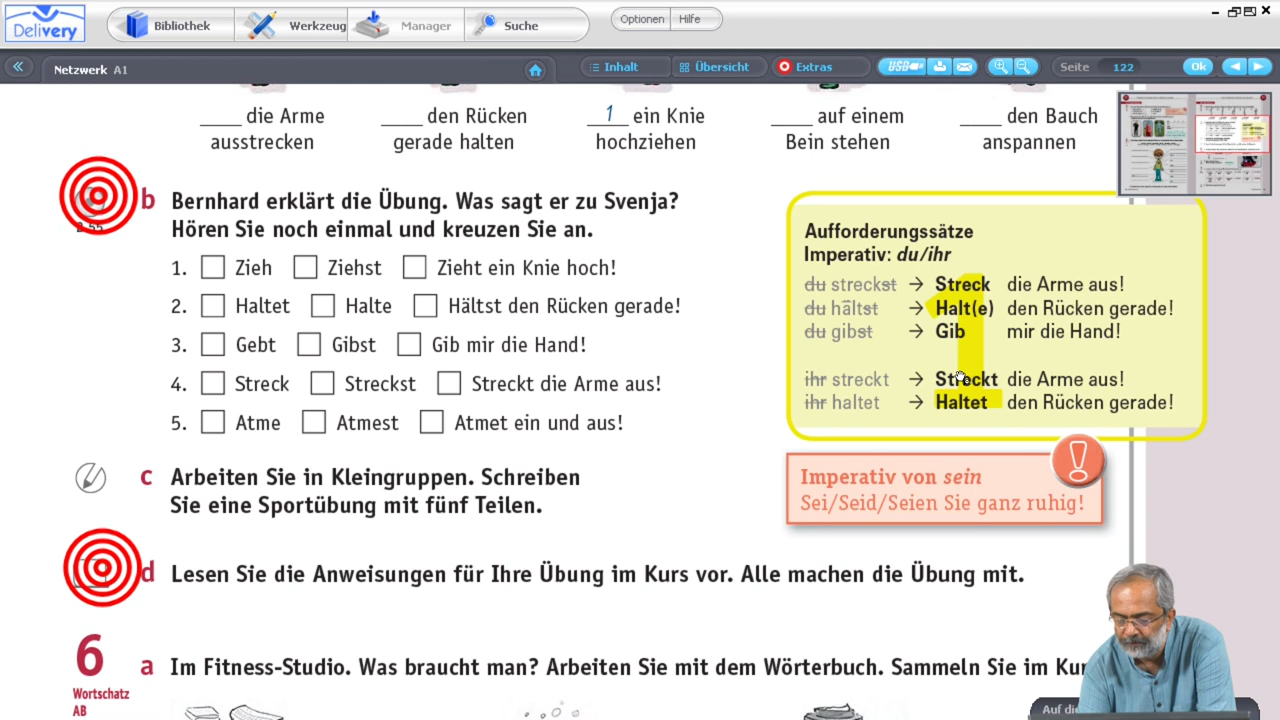 Delivery
Bibliothek
Werkzeug
Manager
Suche
Optionen
Hilfe
Netzwerk A1
Inhalt
Übersicht
Extras
USB
Seite 122
Ok
____ die Arme ausstrecken
____ den Rücken gerade halten
1 ein Knie hochziehen
____ auf einem Bein stehen
____ den Bauch anspannen
b Bernhard erklärt die Übung. Was sagt er zu Svenja?
Hören Sie noch einmal und kreuzen Sie an.
1. Zieh Ziehst Zieht ein Knie hoch!
2. Haltet Halte Hältst den Rücken gerade!
3. Gebt Gibst Gib mir die Hand!
4. Streck Streckst Streckt die Arme aus!
5. Atme Atmest Atmet ein und aus!
Aufforderungssätze
Imperativ: du/ihr
du streckst → Streck die Arme aus!
du hältst → Halt(e) den Rücken gerade!
du gibst → Gib mir die Hand!
ihr streckt → Streckt die Arme aus!
ihr haltet → Haltet den Rücken gerade!
1
Imperativ von sein
Sei/Seid/Seien Sie ganz ruhig!
!
c Arbeiten Sie in Kleingruppen. Schreiben
Sie eine Sportübung mit fünf Teilen.
d Lesen Sie die Anweisungen für Ihre Übung im Kurs vor. Alle machen die Übung mit.
6
Wortschatz
AB
a Im Fitness-Studio. Was braucht man? Arbeiten Sie mit dem Wörterbuch. Sammeln Sie im Kur
Auf die